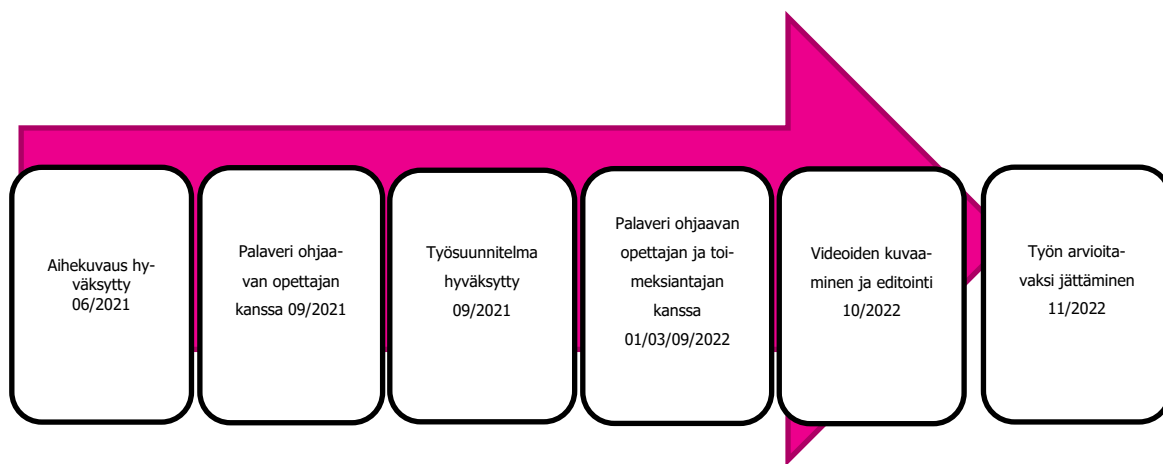 Aihekuvaus hy-
väksytty
06/2021
Palaveri ohjaa-
van opettajan
kanssa 09/2021
Työsuunnitelma
hyväksytty
09/2021
Palaveri ohjaavan
opettajan ja toi-
meksiantajan
kanssa
01/03/09/2022
Videoiden kuvaa-
minen ja editointi
10/2022
Työn arvioita-
vaksi jättäminen
11/2022